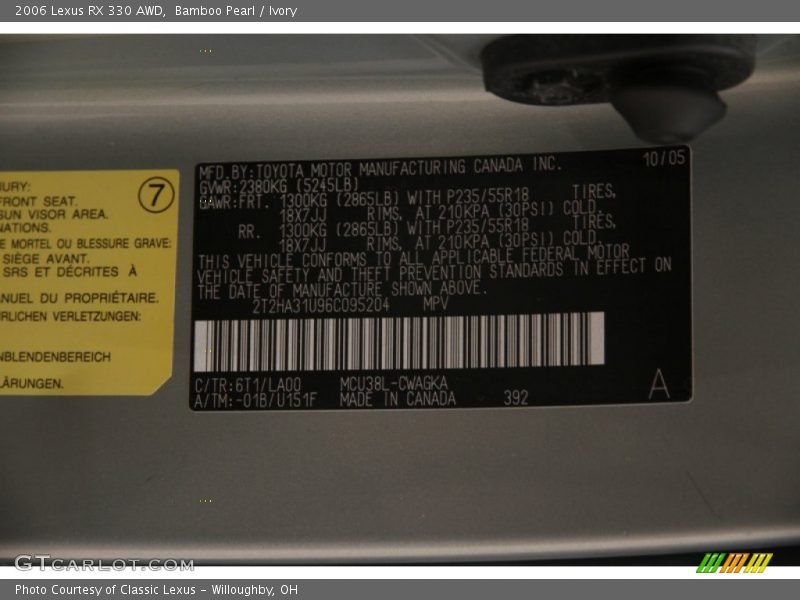 2006 Lexus RX 330 AWD, Bamboo Pearl / Ivory
URY:
FRONT SEAT.
SUN VISOR AREA.
NATIONS.
E MORTEL OU BLESSURE GRAVE:
SIÈGE AVANT.
SRS ET DÉCRITES À
NUEL DU PROPRIÉTAIRE.
RLICHEN VERLETZUNGEN:
NBLENDENBEREICH
LÄRUNGEN.
7
MFD.BY:TOYOTA MOTOR MANUFACTURING CANADA INC. 10/05
GVWR:2380KG (5245LB)
GAWR:FRT. 1300KG (2865LB) WITH P235/55R18 TIRES,
18X7JJ RIMS, AT 210KPA (30PSI) COLD.
RR. 1300KG (2865LB) WITH P235/55R18 TIRES,
18X7JJ RIMS, AT 210KPA (30PSI) COLD.
THIS VEHICLE CONFORMS TO ALL APPLICABLE FEDERAL MOTOR
VEHICLE SAFETY AND THEFT PREVENTION STANDARDS IN EFFECT ON
THE DATE OF MANUFACTURE SHOWN ABOVE.
2T2HA31U96C095204 MPV
C/TR:6T1/LA00 MCU38L-CWAGKA
A/TM:-01B/U151F MADE IN CANADA 392 A
GTCARLOT.COM
Photo Courtesy of Classic Lexus - Willoughby, OH